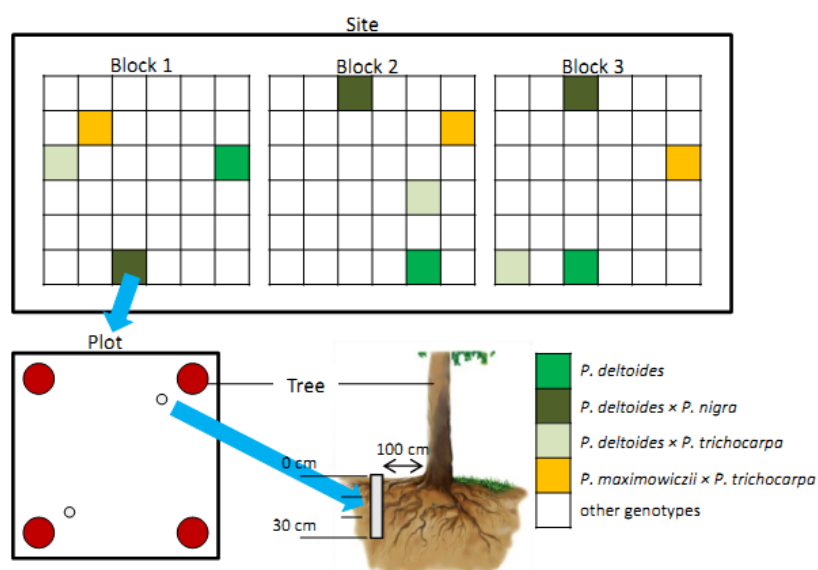 Site
Block 1
Block 2
Block 3
Plot
Tree
100 cm
0 cm
30 cm
P. deltoides
P. deltoides × P. nigra
P. deltoides × P. trichocarpa
P. maximowiczii × P. trichocarpa
other genotypes